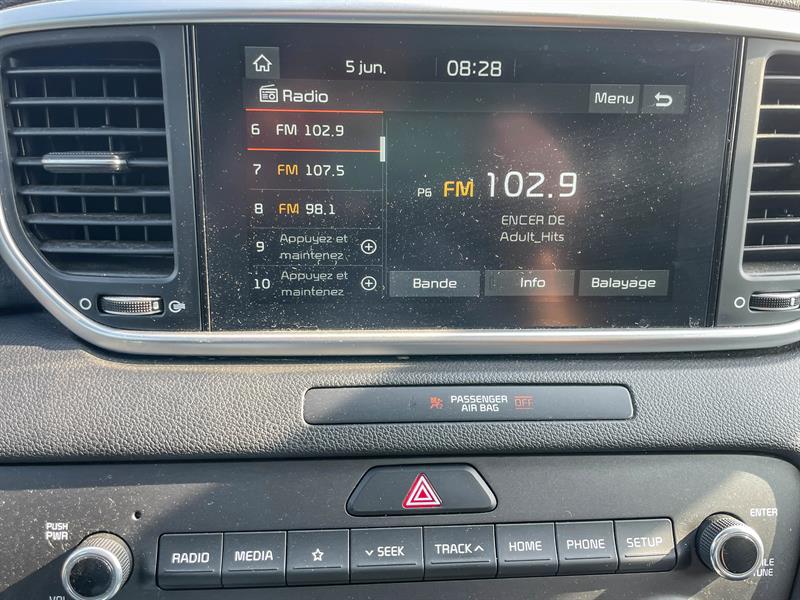 5 jun.
08:28
Radio
Menu
6 FM 102.9
7 FM 107.5
8 FM 98.1
9 Appuyez et
maintenez
10 Appuyez et
maintenez
P6 FM 102.9
ENCER DE
Adult_Hits
Bande
Info
Balayage
PASSENGER
AIR BAG
OFF
PUSH
PWR
VOL
RADIO
MEDIA
SEEK
TRACK
HOME
PHONE
SETUP
ENTER
TUNE